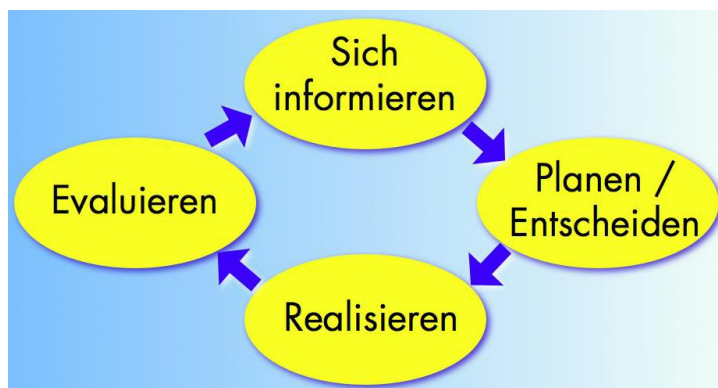 Sich
informieren
Planen /
Entscheiden
Realisieren
Evaluieren